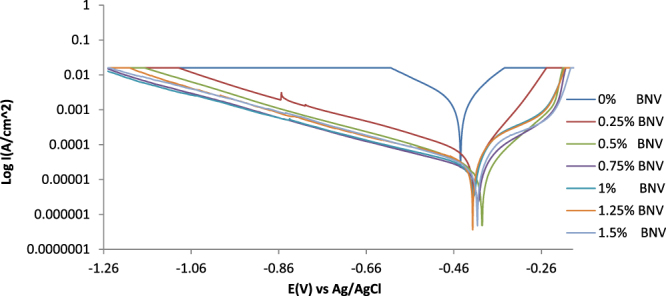 1
0.1
0.01
0.001
0.0001
0.00001
0.000001
0.0000001
Log I(A/cm^2)
-1.26 -1.06 -0.86 -0.66 -0.46 -0.26
E(V) vs Ag/AgCl
0% BNV
0.25% BNV
0.5% BNV
0.75% BNV
1% BNV
1.25% BNV
1.5% BNV